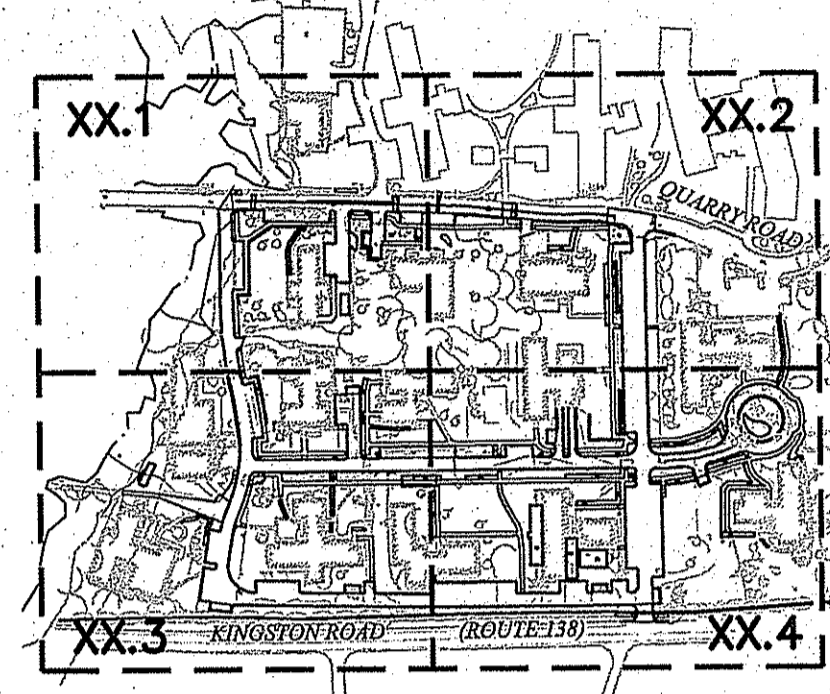 XX.1
XX.2
QUARRY ROAD
XX.3
KINGSTON ROAD
(ROUTE 138)
XX.4